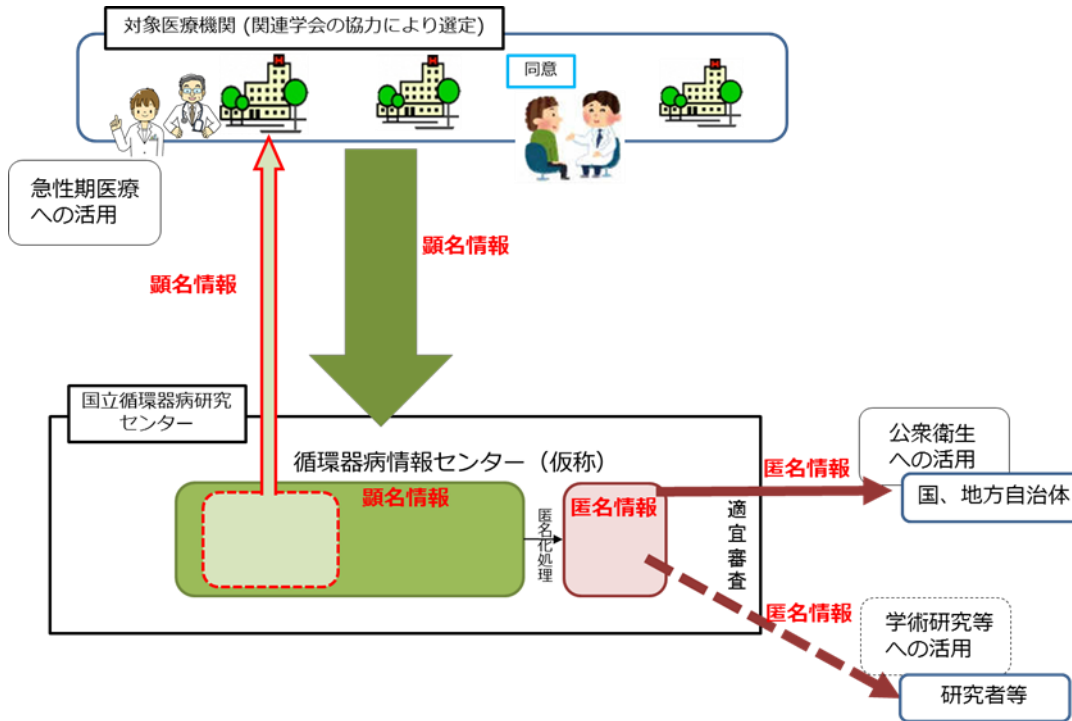 対象医療機関 (関連学会の協力により選定)
同意
急性期医療
への活用
顕名情報
顕名情報
国立循環器病研究
センター
循環器病情報センター（仮称）
顕名情報
匿名化処理
匿名情報
適宜審査
匿名情報
公衆衛生
への活用
国、地方自治体
匿名情報
学術研究等
への活用
研究者等